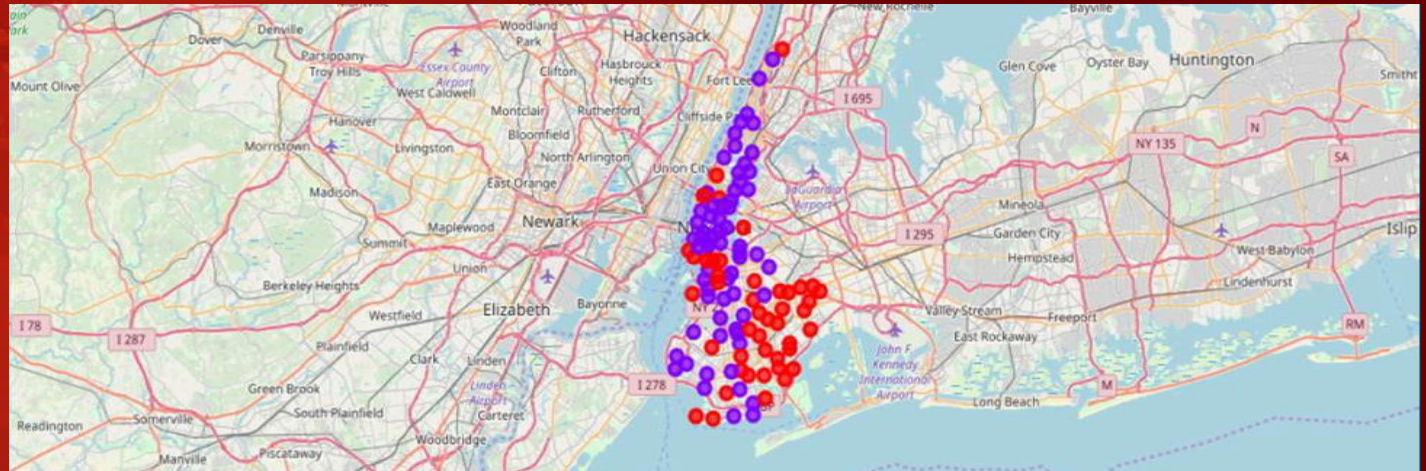 New Rochelle
Bayville
Denville
Woodland
Park
Hackensack
Dover
Glen Cove
Oyster Bay
Huntington
Parsippany
Troy Hills
Essex County
Airport
Clifton
Hasbrouck
Heights
Fort Lee
Smitht
Mount Olive
West Caldwell
I 695
Montclair
Rutherford
Cliffside P
Hanover
Bloomfield
N
NY 135
SA
Morristown
Livingston
North Arlington
Union City
East Orange
LaGuardia
Airport
Madison
Mineola
Newark
Maplewood
I 295
Garden City
Islip
Summit
Hempstead
West Babylon
Union
Berkeley Heights
Lindenhurst
Elizabeth
Bayonne
NY
Valley Stream
Freeport
I 78
I 287
Westfield
East Rockaway
RM
Plainfield
Clark
Linden
John F.
Kennedy
International
Airport
I 278
M
Green Brook
Linden
Airport
Long Beach
Somerville
South Plainfield
Carteret
Readington
Woodbridge
Manville
Piscataway